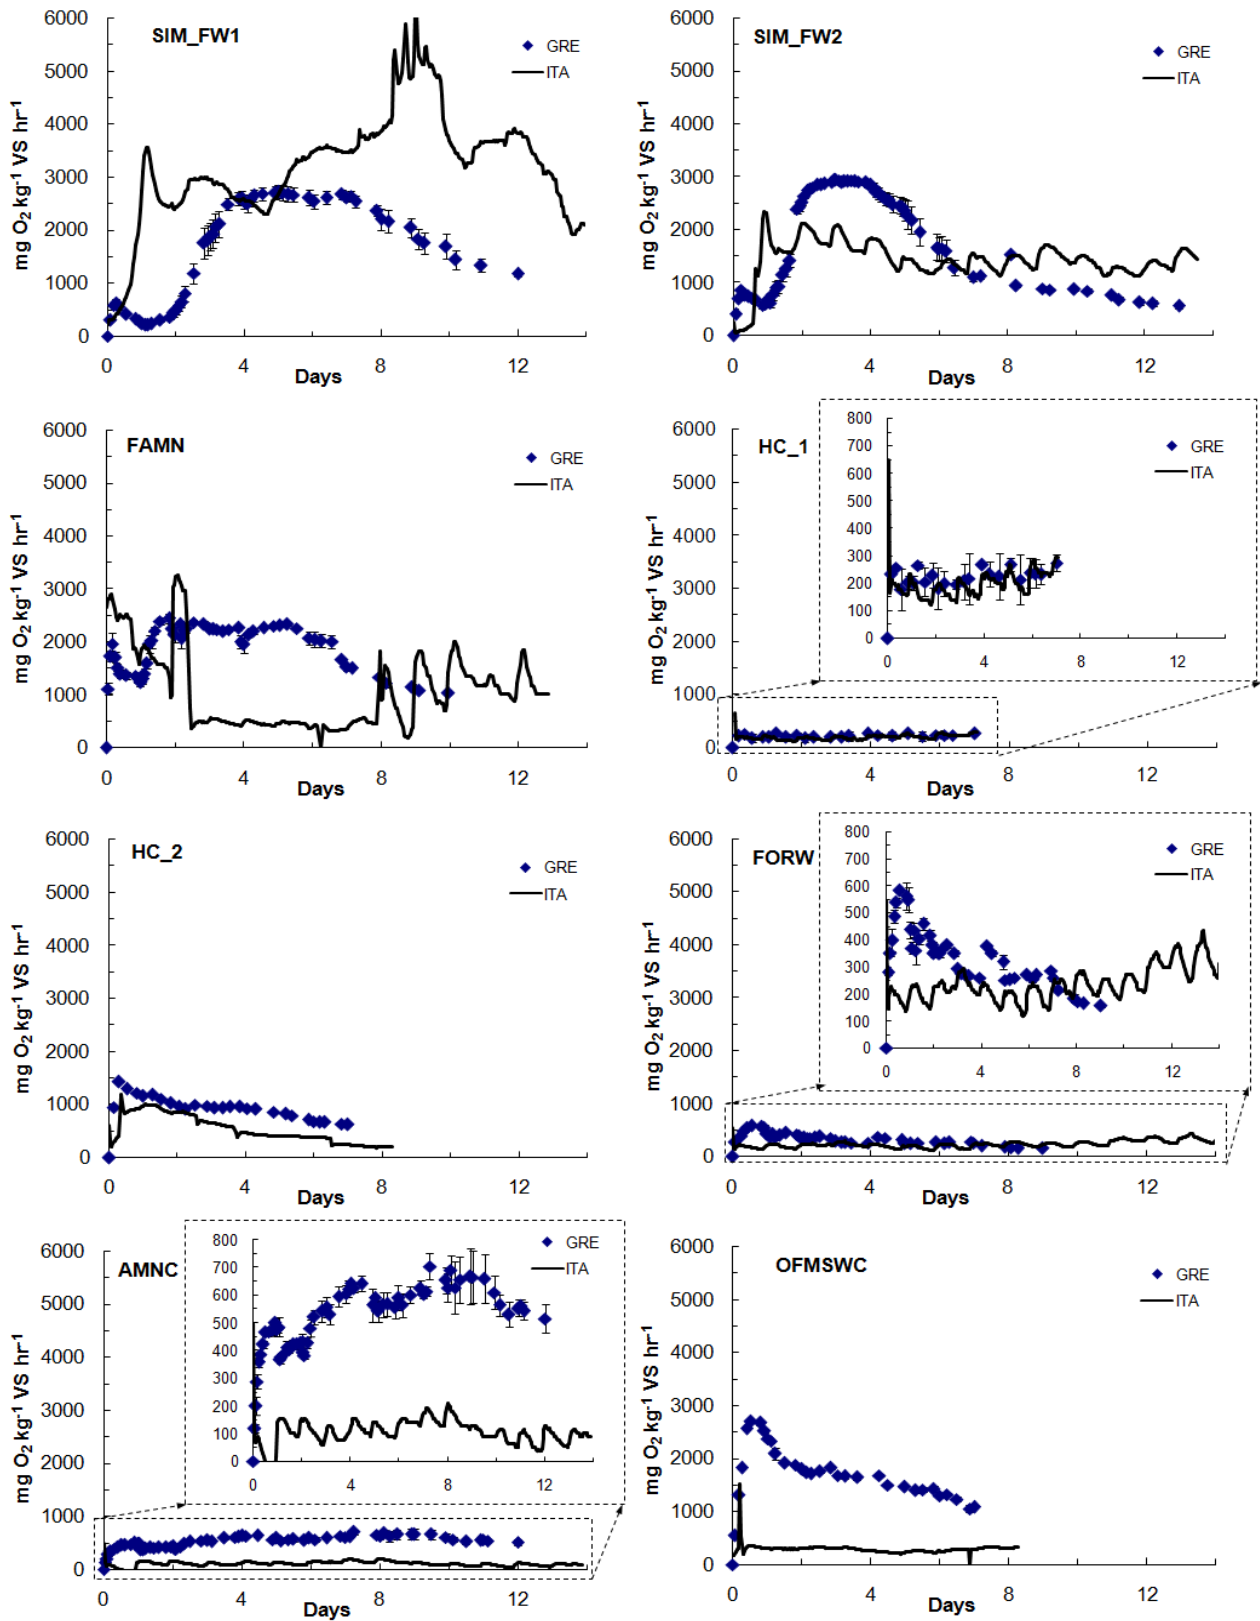 SIM_FW1
GRE
ITA
mg O₂ kg⁻¹ VS hr⁻¹
6000
5000
4000
3000
2000
1000
0
0 4 8 12
Days
SIM_FW2
GRE
ITA
mg O₂ kg⁻¹ VS hr⁻¹
6000
5000
4000
3000
2000
1000
0
0 4 8 12
Days
FAMN
GRE
ITA
mg O₂ kg⁻¹ VS hr⁻¹
6000
5000
4000
3000
2000
1000
0
0 4 8 12
Days
HC_1
GRE
ITA
mg O₂ kg⁻¹ VS hr⁻¹
6000
5000
4000
3000
2000
1000
0
0 4 8 12
Days
800
700
600
500
400
300
200
100
0
0 4 8 12
HC_2
GRE
ITA
mg O₂ kg⁻¹ VS hr⁻¹
6000
5000
4000
3000
2000
1000
0
0 4 8 12
Days
FORW
GRE
ITA
mg O₂ kg⁻¹ VS hr⁻¹
6000
5000
4000
3000
2000
1000
0
0 4 8 12
Days
800
700
600
500
400
300
200
100
0
0 4 8 12
AMNC
GRE
ITA
mg O₂ kg⁻¹ VS hr⁻¹
6000
5000
4000
3000
2000
1000
0
0 4 8 12
Days
800
700
600
500
400
300
200
100
0
0 4 8 12
OFMSWC
GRE
ITA
mg O₂ kg⁻¹ VS hr⁻¹
6000
5000
4000
3000
2000
1000
0
0 4 8 12
Days